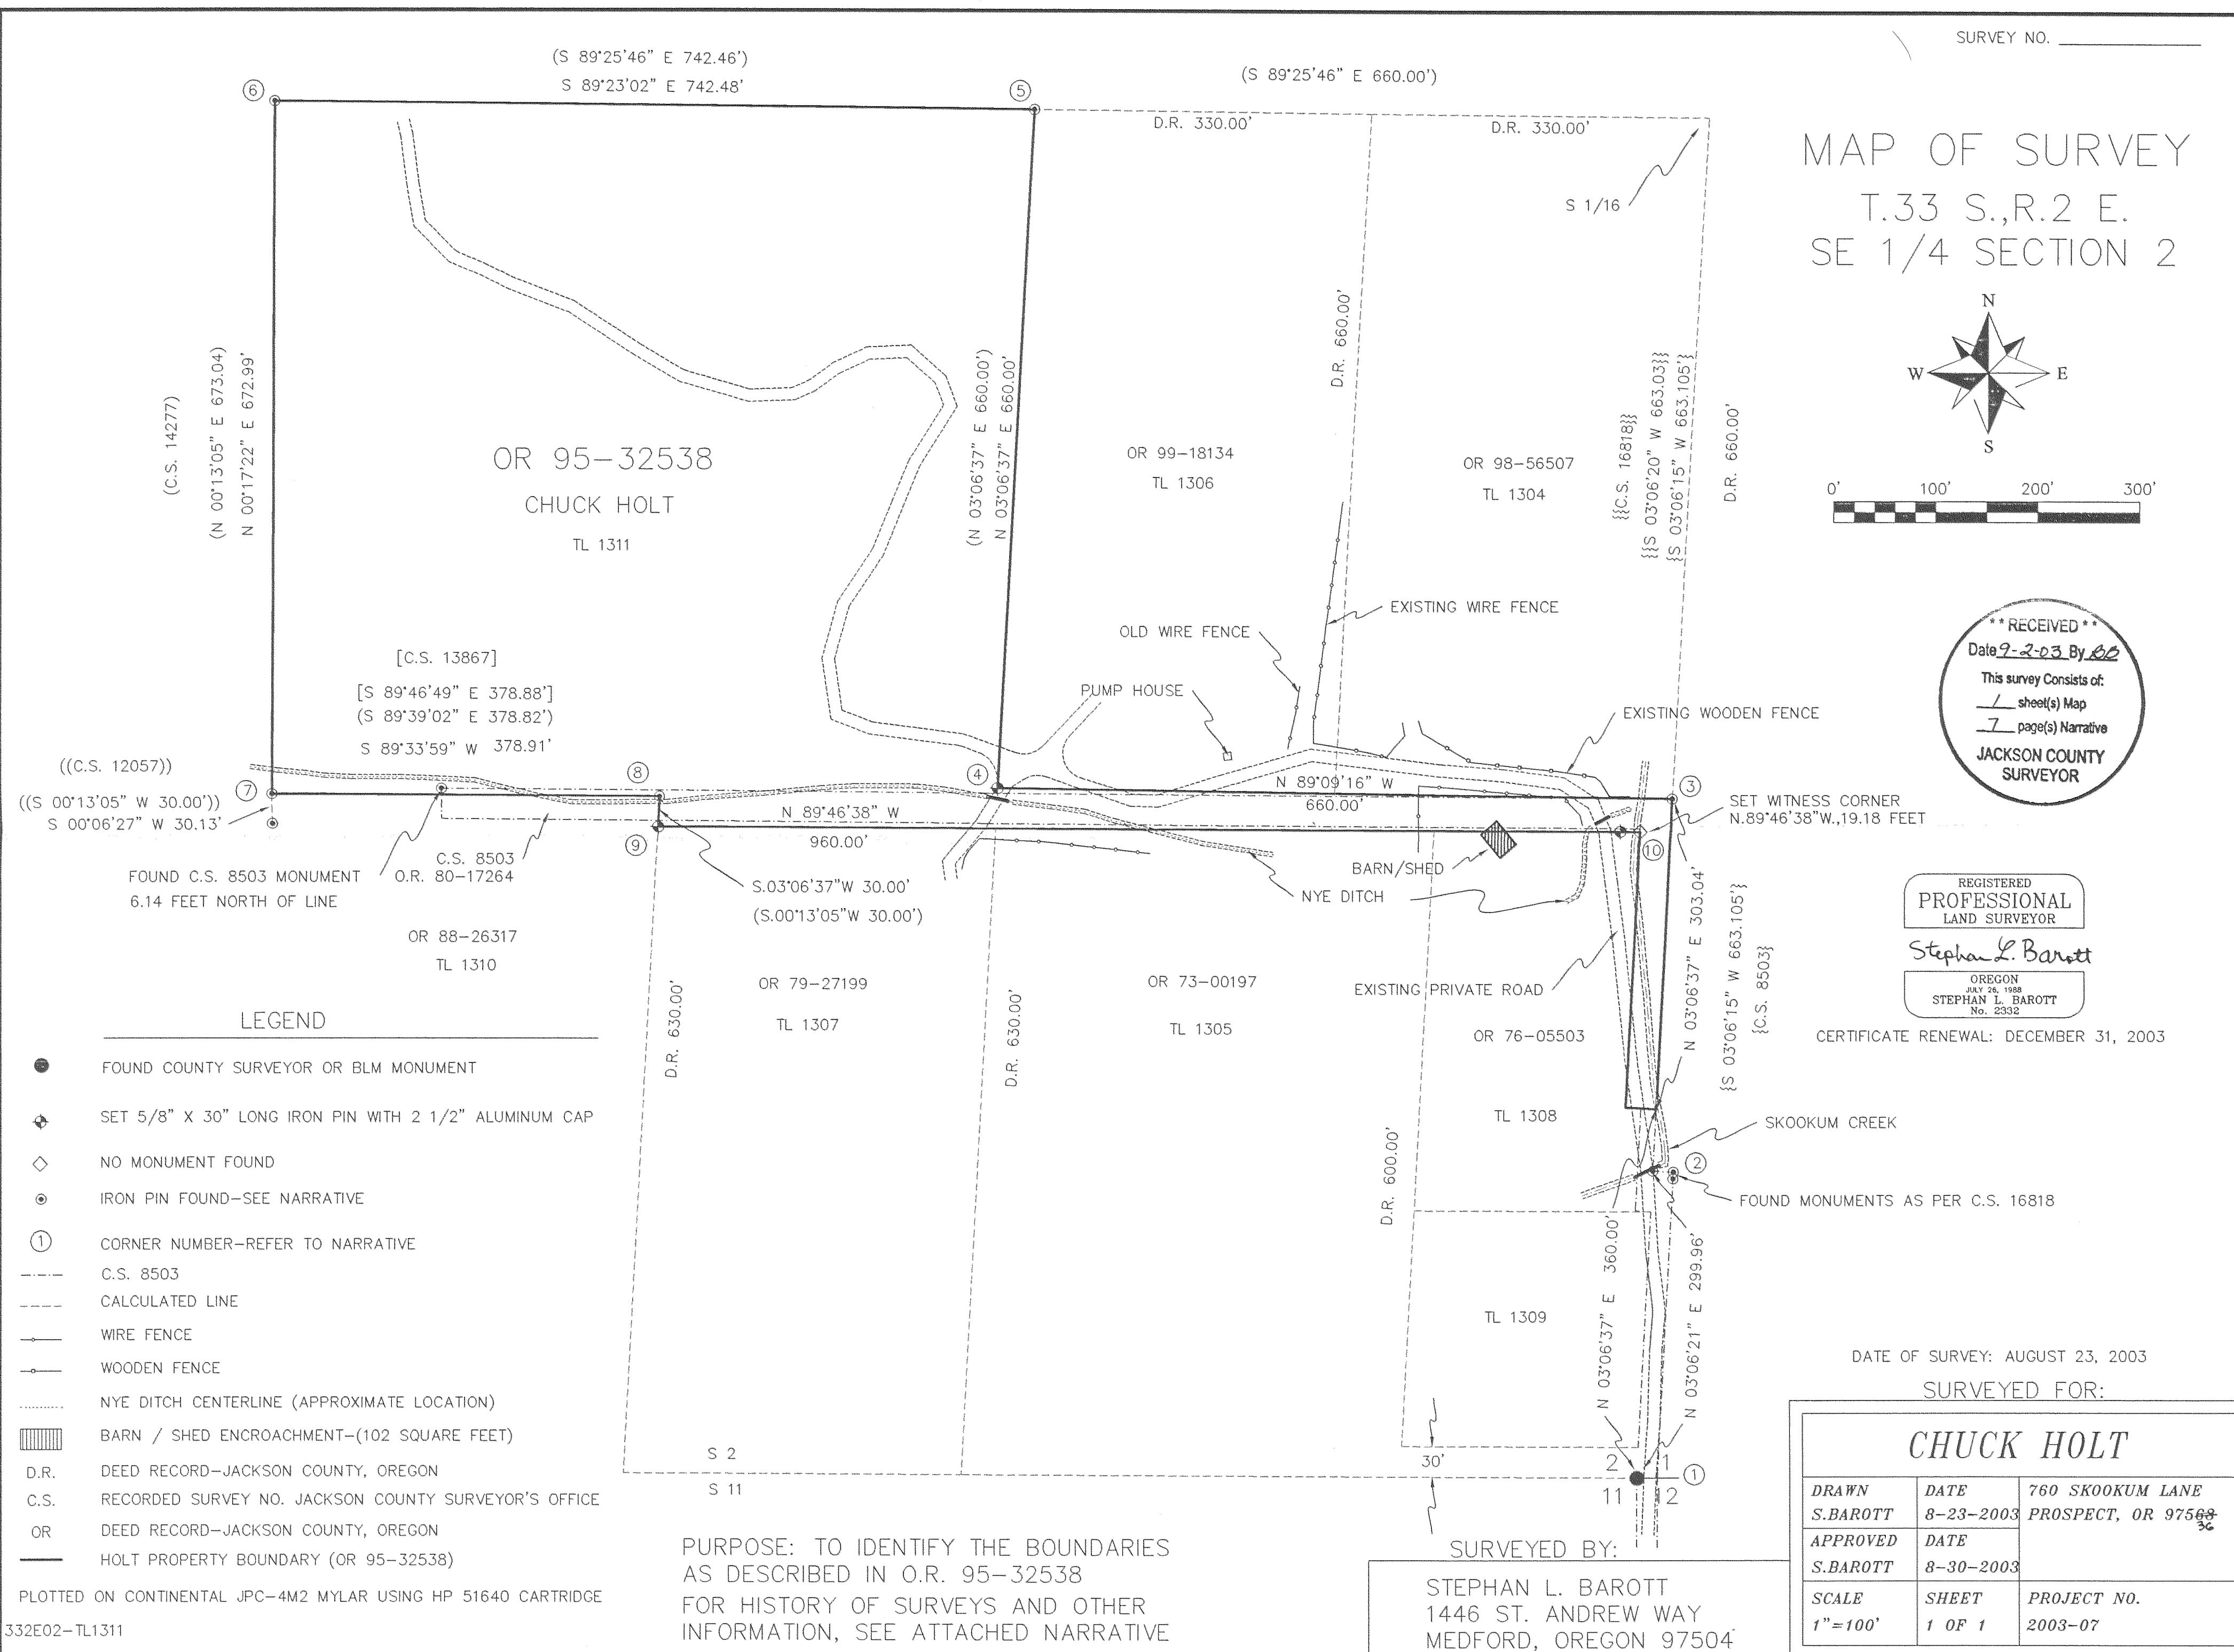 SURVEY NO.
(S 89°25'46" E 742.46')
S 89°23'02" E 742.48'
(S 89°25'46" E 660.00')
6
5
D.R. 330.00'
D.R. 330.00'
S 1/16
MAP OF SURVEY
T.33 S.,R.2 E.
SE 1/4 SECTION 2
N
W
E
S
0'
100'
200'
300'
(C.S. 14277)
(N 00°13'05" E 673.04)
N 00°17'22" E 672.99'
OR 95-32538
CHUCK HOLT
TL 1311
(N 03°06'37" E 660.00')
N 03°06'37" E 660.00'
OR 99-18134
TL 1306
D.R. 660.00'
OR 98-56507
TL 1304
{{C.S. 16818}}
{{S 03°06'20" W 663.03}}
{S 03°06'15" W 663.105'}
D.R. 660.00'
** RECEIVED **
Date 9-2-03 By BB
This survey Consists of:
1 sheet(s) Map
7 page(s) Narrative
JACKSON COUNTY
SURVEYOR
EXISTING WIRE FENCE
OLD WIRE FENCE
PUMP HOUSE
EXISTING WOODEN FENCE
[C.S. 13867]
[S 89°46'49" E 378.88']
(S 89°39'02" E 378.82')
S 89°33'59" W 378.91'
((C.S. 12057))
((S 00°13'05" W 30.00'))
S 00°06'27" W 30.13'
7
8
4
N 89°09'16" W
660.00'
3
SET WITNESS CORNER
N.89°46'38"W.,19.18 FEET
N 89°46'38" W
960.00'
9
10
FOUND C.S. 8503 MONUMENT
6.14 FEET NORTH OF LINE
C.S. 8503
O.R. 80-17264
S.03°06'37"W 30.00'
(S.00°13'05"W 30.00')
BARN/SHED
NYE DITCH
OR 88-26317
TL 1310
OR 79-27199
TL 1307
D.R. 630.00'
OR 73-00197
TL 1305
D.R. 630.00'
EXISTING PRIVATE ROAD
OR 76-05503
TL 1308
D.R. 600.00'
N 03°06'37" E 303.04'
{S 03°06'15" W 663.105'}
{C.S. 8503}
REGISTERED
PROFESSIONAL
LAND SURVEYOR
Stephan L. Barott
OREGON
JULY 26, 1988
STEPHAN L. BAROTT
No. 2332
CERTIFICATE RENEWAL: DECEMBER 31, 2003
SKOOKUM CREEK
2
FOUND MONUMENTS AS PER C.S. 16818
N 03°06'37" E 360.00'
N 03°06'21" E 299.96'
TL 1309
S 2
S 11
30'
2
1
11
12
1
LEGEND
FOUND COUNTY SURVEYOR OR BLM MONUMENT
SET 5/8" X 30" LONG IRON PIN WITH 2 1/2" ALUMINUM CAP
NO MONUMENT FOUND
IRON PIN FOUND-SEE NARRATIVE
1 CORNER NUMBER-REFER TO NARRATIVE
C.S. 8503
CALCULATED LINE
WIRE FENCE
WOODEN FENCE
NYE DITCH CENTERLINE (APPROXIMATE LOCATION)
BARN / SHED ENCROACHMENT-(102 SQUARE FEET)
D.R. DEED RECORD-JACKSON COUNTY, OREGON
C.S. RECORDED SURVEY NO. JACKSON COUNTY SURVEYOR'S OFFICE
OR DEED RECORD-JACKSON COUNTY, OREGON
HOLT PROPERTY BOUNDARY (OR 95-32538)
PLOTTED ON CONTINENTAL JPC-4M2 MYLAR USING HP 51640 CARTRIDGE
332E02-TL1311
PURPOSE: TO IDENTIFY THE BOUNDARIES
AS DESCRIBED IN O.R. 95-32538
FOR HISTORY OF SURVEYS AND OTHER
INFORMATION, SEE ATTACHED NARRATIVE
SURVEYED BY:
STEPHAN L. BAROTT
1446 ST. ANDREW WAY
MEDFORD, OREGON 97504
DATE OF SURVEY: AUGUST 23, 2003
SURVEYED FOR:
CHUCK HOLT
DRAWN
S.BAROTT
DATE
8-23-2003
760 SKOOKUM LANE
PROSPECT, OR 97568
36
APPROVED
S.BAROTT
DATE
8-30-2003
SCALE
1"=100'
SHEET
1 OF 1
PROJECT NO.
2003-07